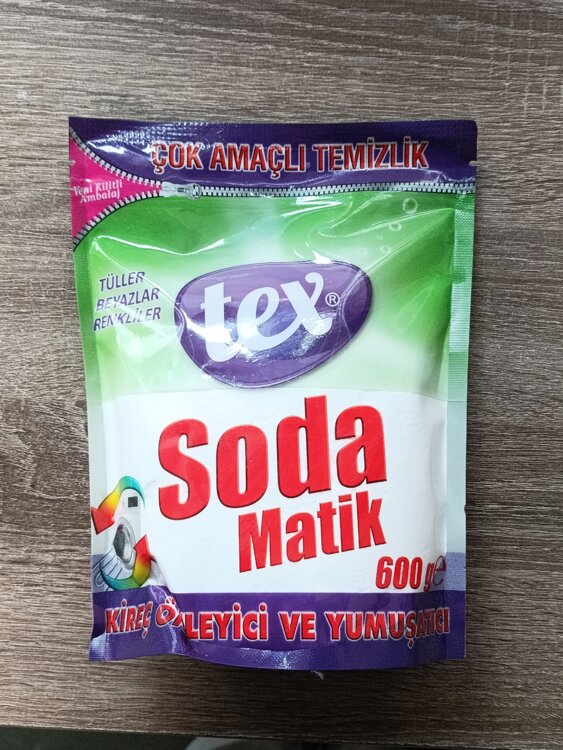 ÇOK AMAÇLI TEMİZLİK
Yeni Kilitli
Ambalaj
TÜLLER
BEYAZLAR
RENKLİLER
tex®
Soda
Matik
600 g e
KİREÇ ÖNLEYİCİ VE YUMUŞATICI